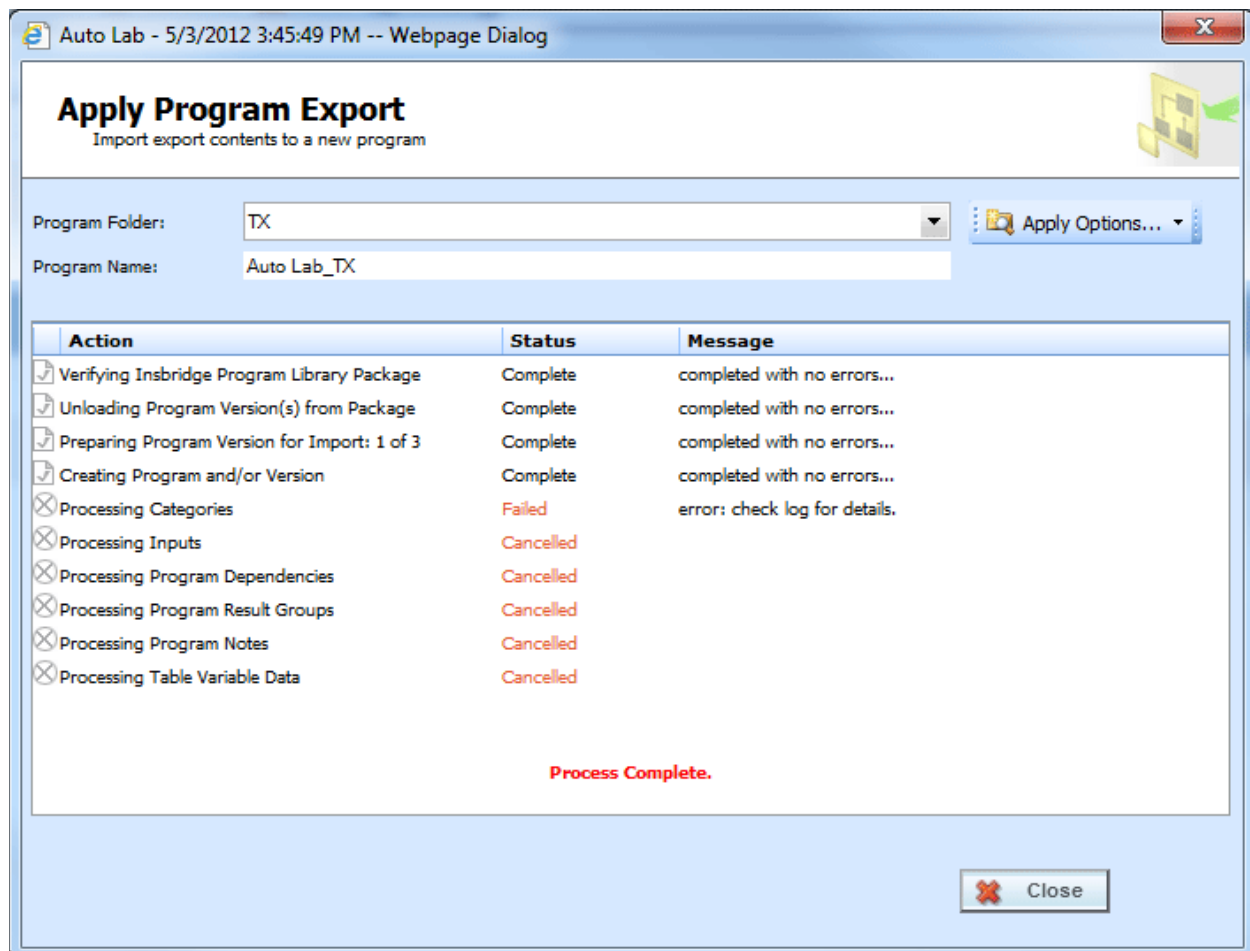 Auto Lab - 5/3/2012 3:45:49 PM -- Webpage Dialog
Apply Program Export
Import export contents to a new program
Program Folder: TX Apply Options...
Program Name: Auto Lab_TX
Action Status Message
Verifying Insbridge Program Library Package Complete completed with no errors...
Unloading Program Version(s) from Package Complete completed with no errors...
Preparing Program Version for Import: 1 of 3 Complete completed with no errors...
Creating Program and/or Version Complete completed with no errors...
Processing Categories Failed error: check log for details.
Processing Inputs Cancelled
Processing Program Dependencies Cancelled
Processing Program Result Groups Cancelled
Processing Program Notes Cancelled
Processing Table Variable Data Cancelled
Process Complete.
Close